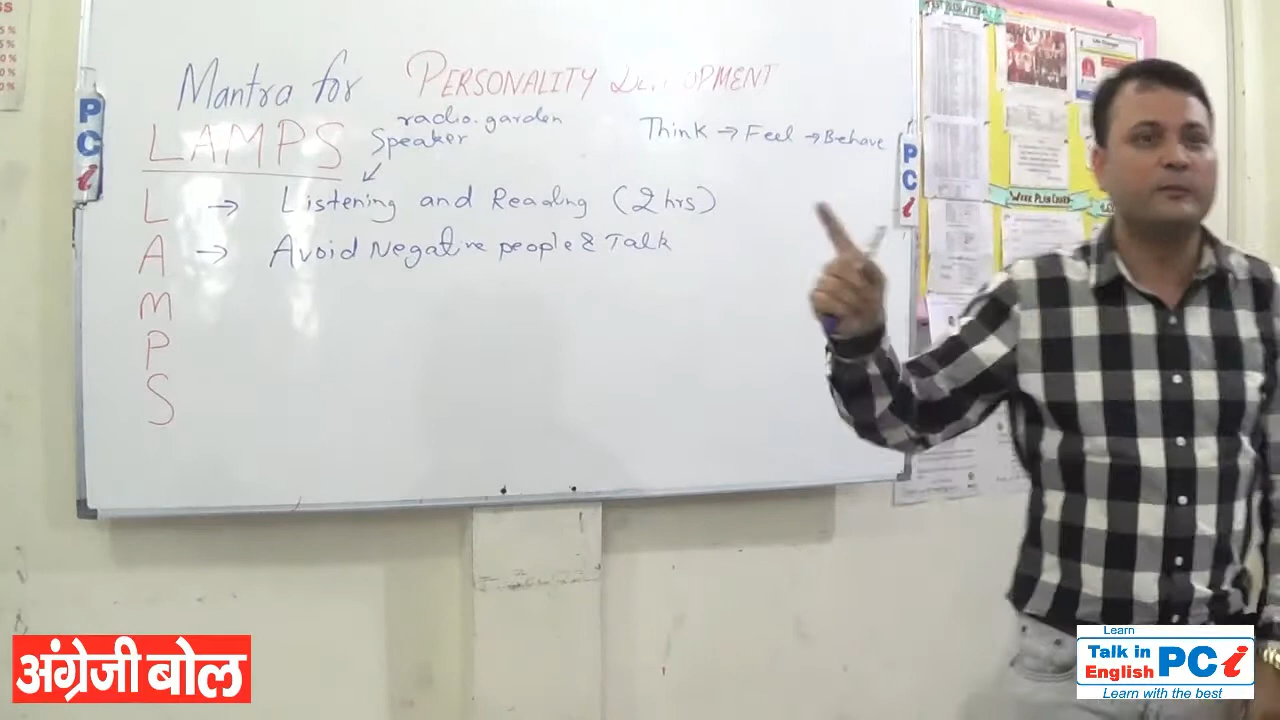 Mantra for PERSONALITY DEVELOPMENT
LAMPS
radio.garden
Speaker
Think → Feel → Behave
L → Listening and Reading (2 hrs)
A → Avoid Negative people & Talk
M
P
S
PCi
PCi
WORK PLAN CHART
अंग्रेजी बोल
Learn
Talk in English PCi
Learn with the best